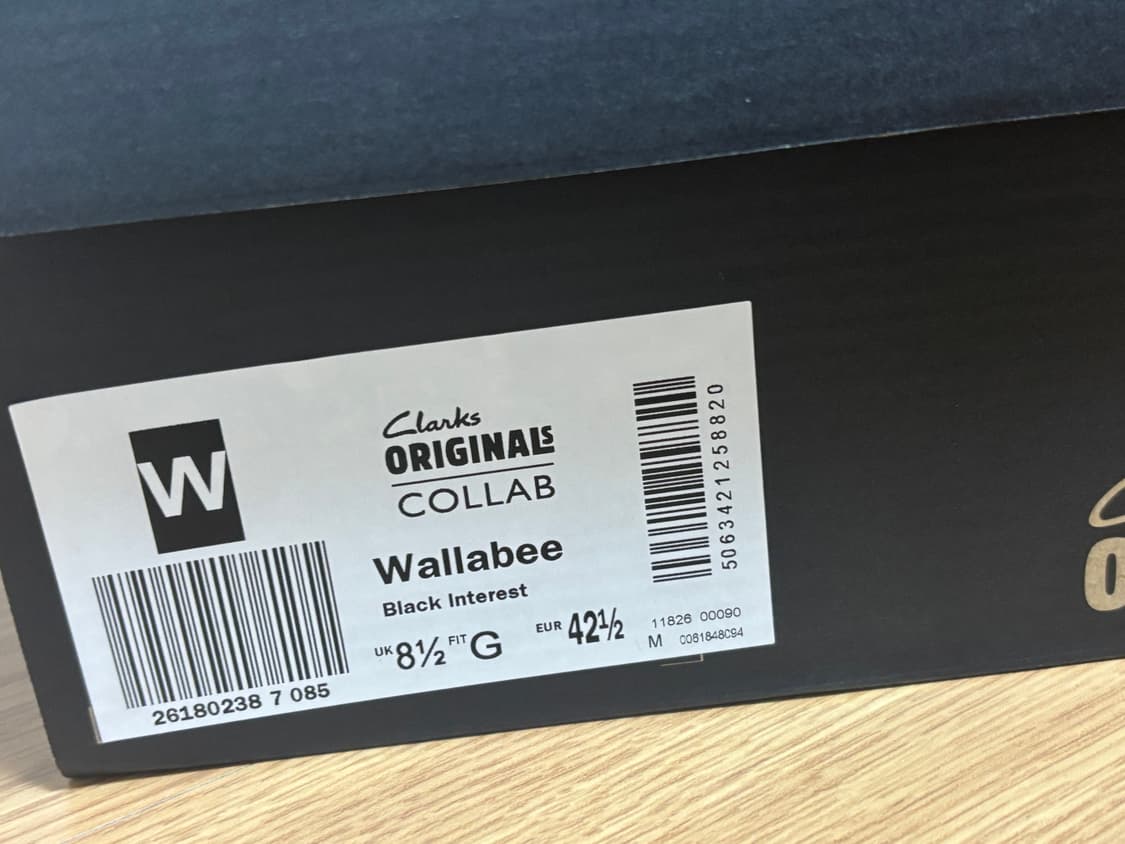 W
26180238 7 085
Clarks
ORIGINALS
COLLAB
Wallabee
Black Interest
UK 8½ FIT G EUR 42½
5063421258820
11826 00090
M 0061848C94